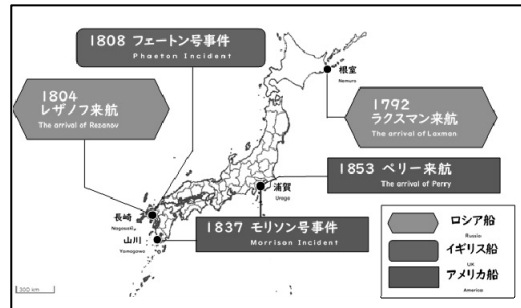 1808 フェートン号事件
Phaeton Incident
1804
レザノフ来航
The arrival of Rezanov
根室
Nemuro
1792
ラクスマン来航
The arrival of Laxman
1853 ペリー来航
The arrival of Perry
浦賀
Uraga
長崎
Nagasaki
山川
Yamagawa
1837 モリソン号事件
Morrison Incident
ロシア船
Russia
イギリス船
UK
アメリカ船
America
300 km